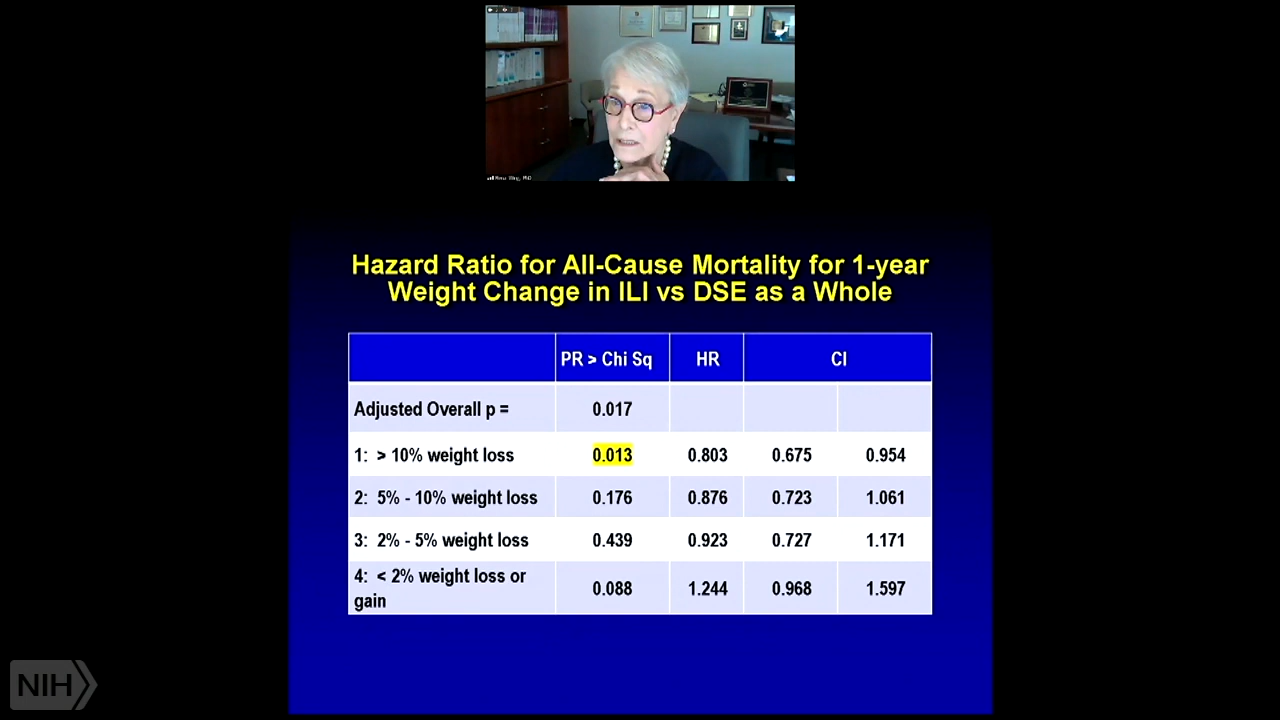 Rena Wing, PhD
Hazard Ratio for All-Cause Mortality for 1-year
Weight Change in ILI vs DSE as a Whole
PR > Chi Sq HR CI
Adjusted Overall p = 0.017
1: > 10% weight loss 0.013 0.803 0.675 0.954
2: 5% - 10% weight loss 0.176 0.876 0.723 1.061
3: 2% - 5% weight loss 0.439 0.923 0.727 1.171
4: < 2% weight loss or
gain 0.088 1.244 0.968 1.597
NIH